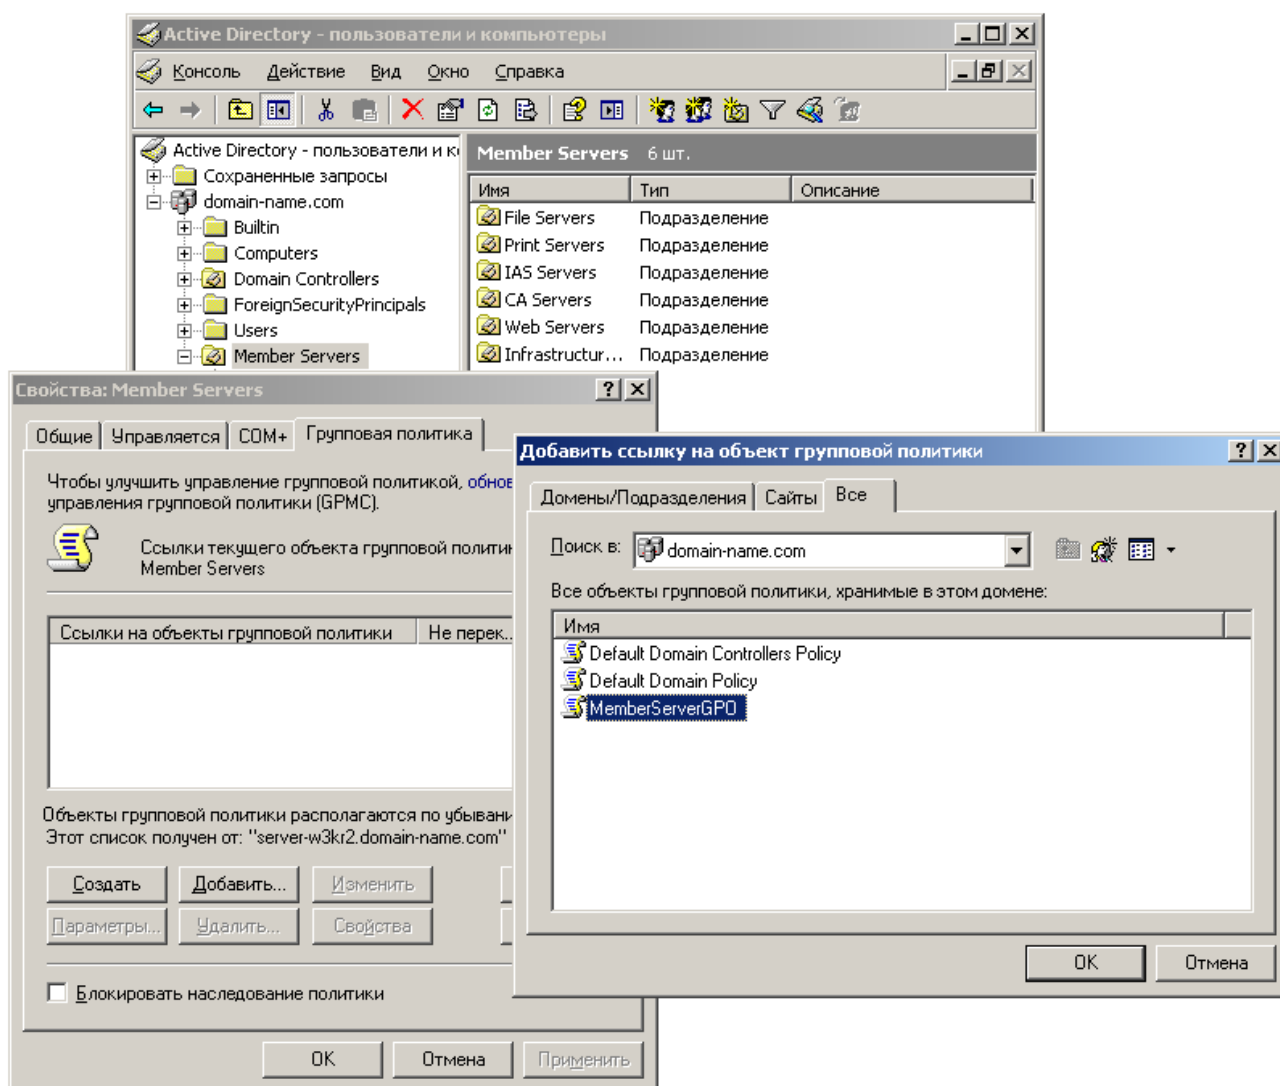 Active Directory - пользователи и компьютеры
Консоль Действие Вид Окно Справка
Active Directory - пользователи и к
Сохраненные запросы
domain-name.com
Builtin
Computers
Domain Controllers
ForeignSecurityPrincipals
Users
Member Servers
Member Servers 6 шт.
Имя Тип Описание
File Servers Подразделение
Print Servers Подразделение
IAS Servers Подразделение
CA Servers Подразделение
Web Servers Подразделение
Infrastructur... Подразделение
Свойства: Member Servers
Общие Управляется COM+ Групповая политика
Чтобы улучшить управление групповой политикой, обнов
управления групповой политики (GPMC).
Ссылки текущего объекта групповой политик
Member Servers
Ссылки на объекты групповой политики Не перек...
Объекты групповой политики располагаются по убывани
Этот список получен от: "server-w3kr2.domain-name.com"
Создать Добавить... Изменить
Параметры... Удалить... Свойства
Блокировать наследование политики
OK Отмена Применить
Добавить ссылку на объект групповой политики
Домены/Подразделения Сайты Все
Поиск в: domain-name.com
Все объекты групповой политики, хранимые в этом домене:
Имя
Default Domain Controllers Policy
Default Domain Policy
MemberServerGPO
OK Отмена